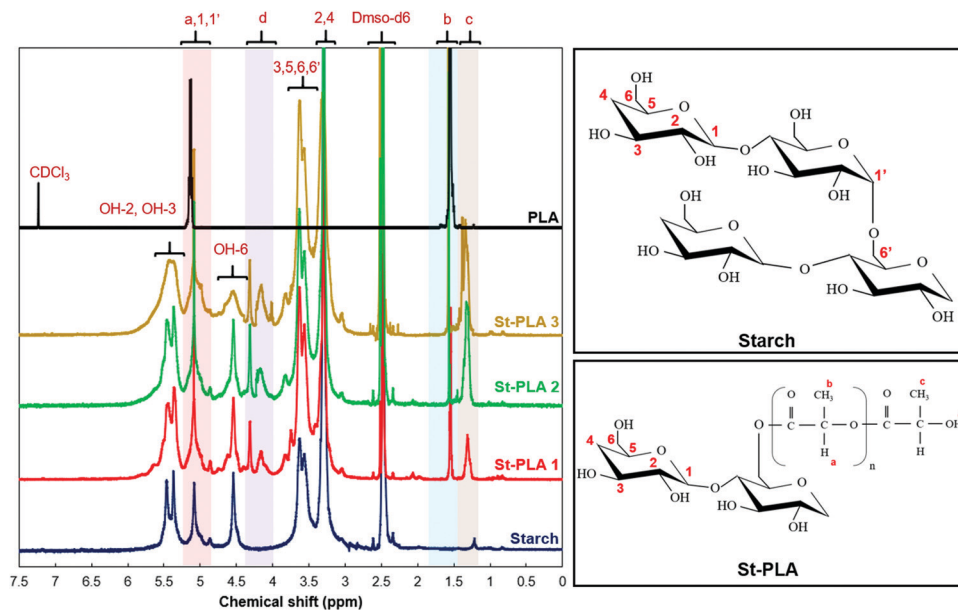 a,1,1'
d
2,4
Dmso-d6
b
c
3,5,6,6'
CDCl3
OH-2, OH-3
PLA
OH-6
St-PLA 3
St-PLA 2
St-PLA 1
Starch
7.5 7 6.5 6 5.5 5 4.5 4 3.5 3 2.5 2 1.5 1 0.5 0
Chemical shift (ppm)
OH
6
4
5
O
2
1
HO
3
OH
O
OH
O
HO
OH
1'
O
OH
6'
O
HO
OH
O
O
HO
OH
Starch
b
CH3
c
CH3
O
O
O
C
C
O
C
C
OH
H
a
n
H
OH
6
4
5
O
2
1
HO
3
OH
O
O
HO
OH
St-PLA